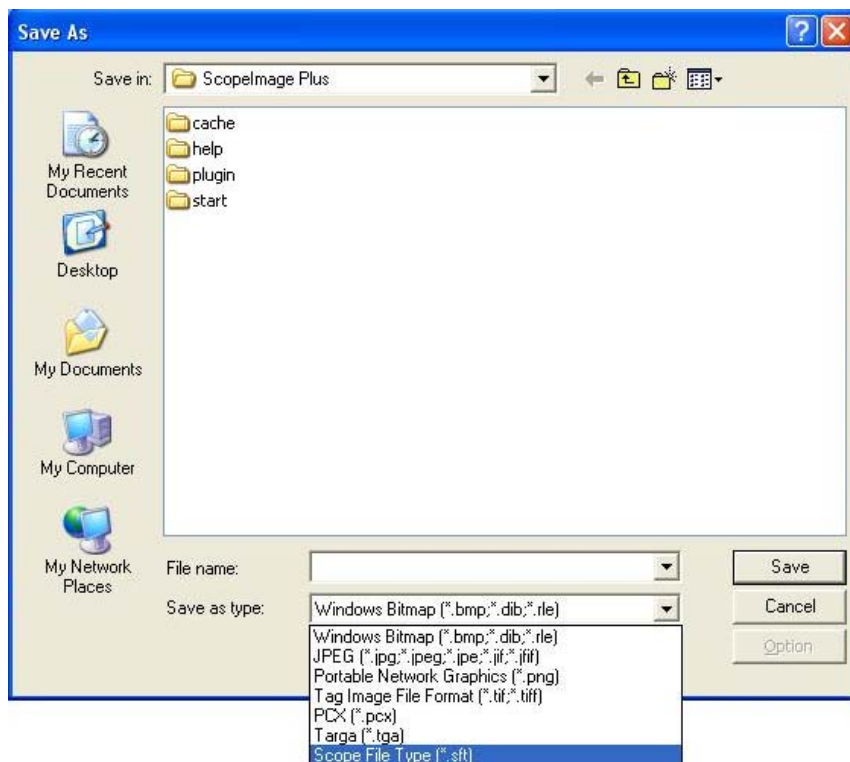 Save As
Save in: ScopeImage Plus
My Recent Documents
Desktop
My Documents
My Computer
My Network Places
cache
help
plugin
start
File name:
Save
Save as type: Windows Bitmap (*.bmp;*.dib;*.rle)
Cancel
Option
Windows Bitmap (*.bmp;*.dib;*.rle)
JPEG (*.jpg;*.jpeg;*.jpe;*.jif;*.jfif)
Portable Network Graphics (*.png)
Tag Image File Format (*.tif;*.tiff)
PCX (*.pcx)
Targa (*.tga)
Scope File Type (*.sft)